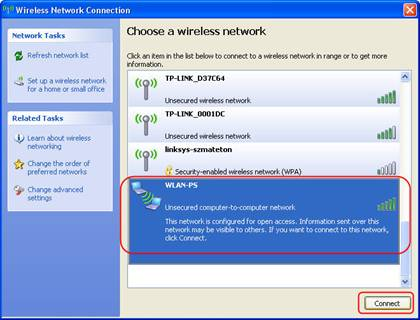 Wireless Network Connection
Network Tasks
Refresh network list
Set up a wireless network
for a home or small office
Related Tasks
Learn about wireless
networking
Change the order of
preferred networks
Change advanced
settings
Choose a wireless network
Click an item in the list below to connect to a wireless network in range or to get more
information.
TP-LINK_D37C64
Unsecured wireless network
TP-LINK_0001DC
Unsecured wireless network
linksys-szmateton
Security-enabled wireless network (WPA)
WLAN-PS
Unsecured computer-to-computer network
This network is configured for open access. Information sent over this
network may be visible to others. If you want to connect to this network,
click Connect.
Connect